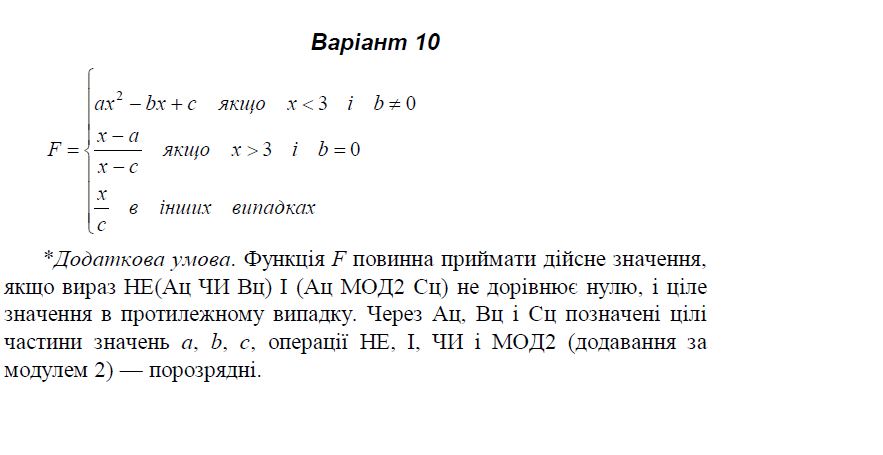 Варіант 10
ax² − bx + c якщо x < 3 і b ≠ 0
F = { x − a / x − c якщо x > 3 і b = 0
x / c в інших випадках
*Додаткова умова. Функція F повинна приймати дійсне значення,
якщо вираз НЕ(Ац ЧИ Вц) І (Ац МОД2 Сц) не дорівнює нулю, і ціле
значення в протилежному випадку. Через Ац, Вц і Сц позначені цілі
частини значень a, b, c, операції НЕ, І, ЧИ і МОД2 (додавання за
модулем 2) — порозрядні.